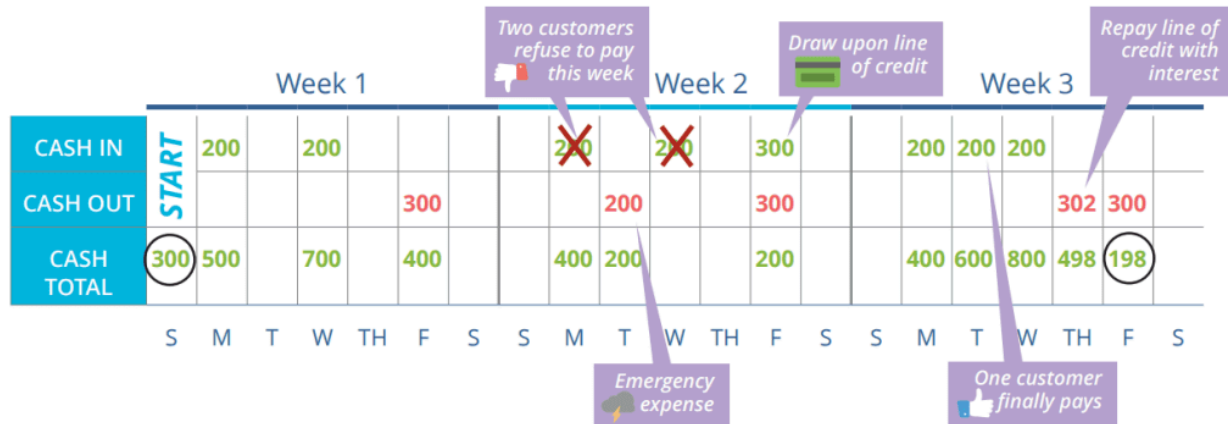 Two customers
refuse to pay
this week
Draw upon line
of credit
Repay line of
credit with
interest
Week 1
Week 2
Week 3
CASH IN
START
200
200
200
200
300
200
200
200
CASH OUT
300
200
300
302
300
CASH
TOTAL
300
500
700
400
400
200
200
400
600
800
498
198
S M T W TH F S S M T W TH F S S M T W TH F S
Emergency
expense
One customer
finally pays